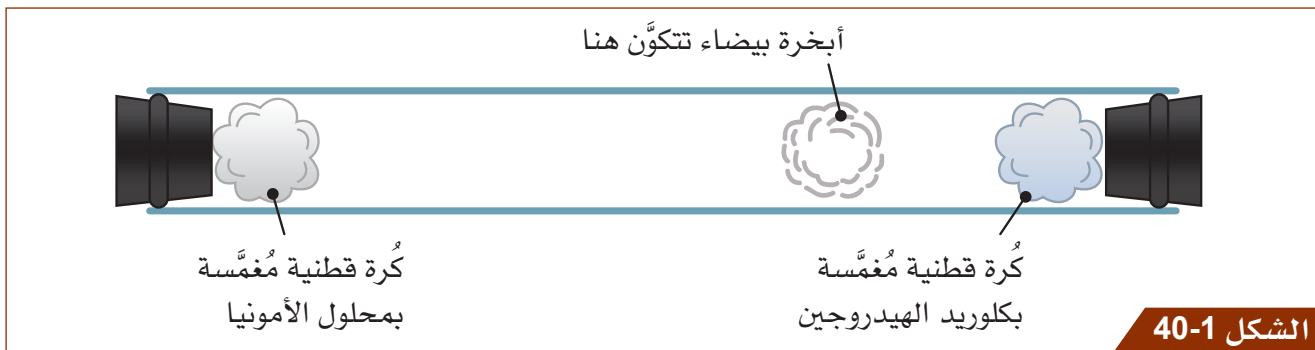 أبخرة بيضاء تتكوَّن هنا
كُرة قطنية مُغمَّسة
بكلوريد الهيدروجين
كُرة قطنية مُغمَّسة
بمحلول الأمونيا
الشكل 1-40